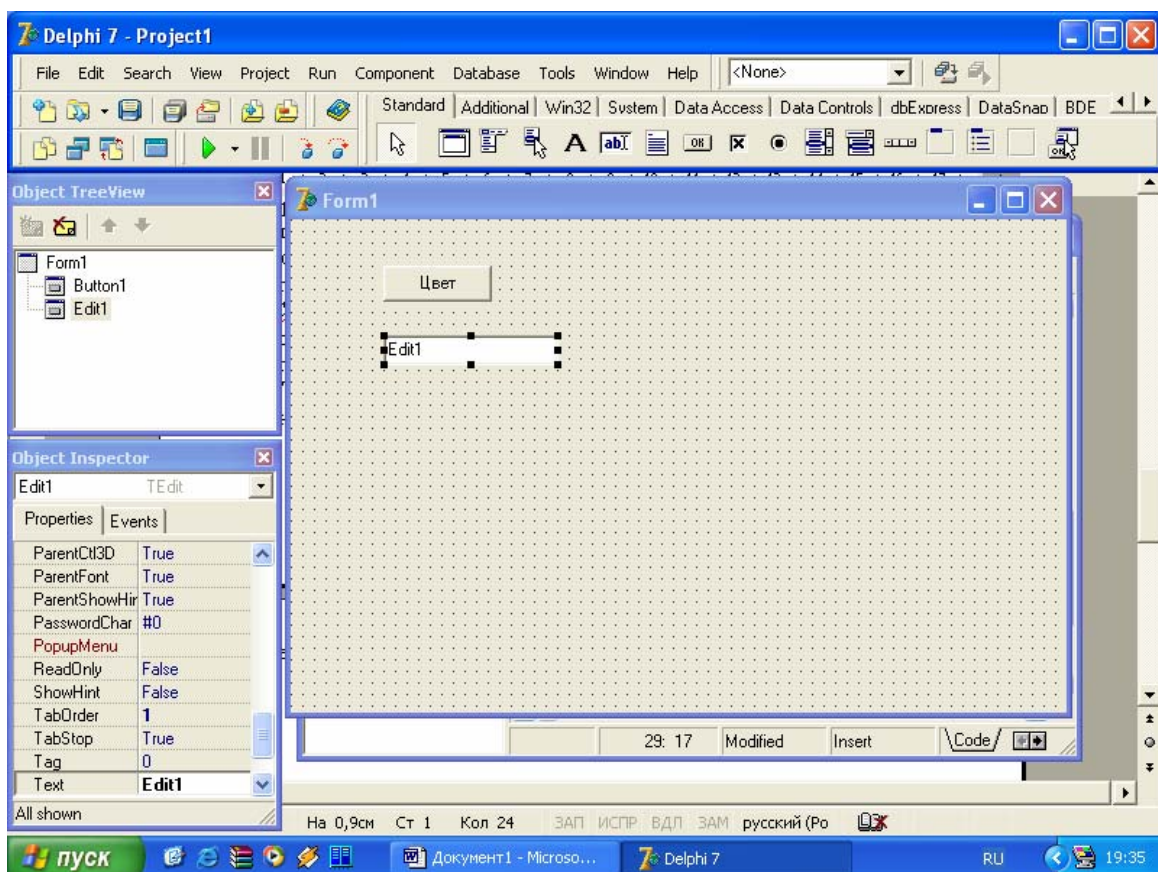 Delphi 7 - Project1
File Edit Search View Project Run Component Database Tools Window Help <None>
Standard Additional Win32 System Data Access Data Controls dbExpress DataSnap BDE
Object TreeView
Form1
Button1
Edit1
Form1
Цвет
Edit1
Object Inspector
Edit1 TEdit
Properties Events
ParentCtl3D True
ParentFont True
ParentShowHir True
PasswordChar #0
PopupMenu
ReadOnly False
ShowHint False
TabOrder 1
TabStop True
Tag 0
Text Edit1
All shown
29: 17 Modified Insert \Code/
На 0,9см Ст 1 Кол 24 ЗАП ИСПР ВДЛ ЗАМ русский (Ро
пуск Документ1 - Microso... Delphi 7 RU 19:35